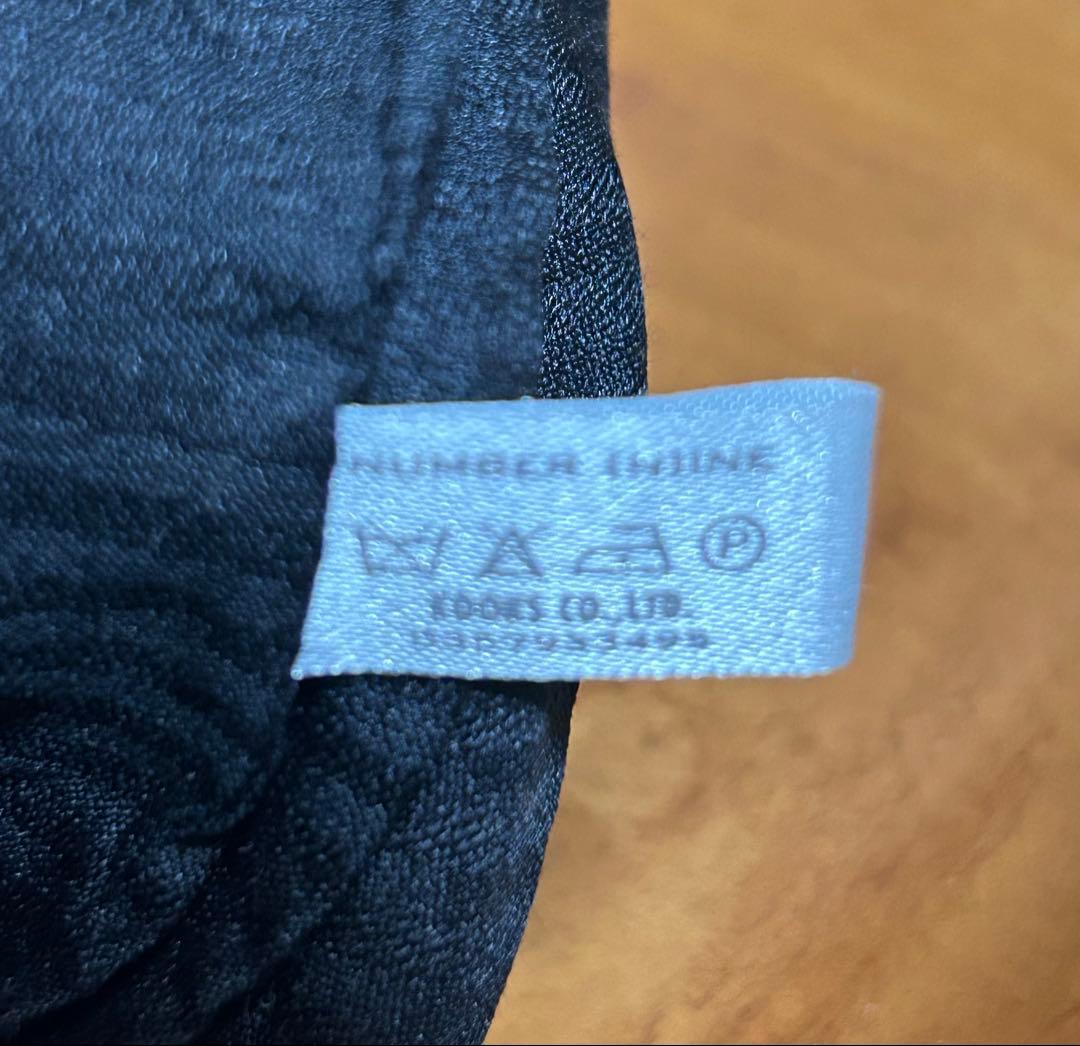 NUMBER (N)INE
P
KOOKS CO.,LTD.